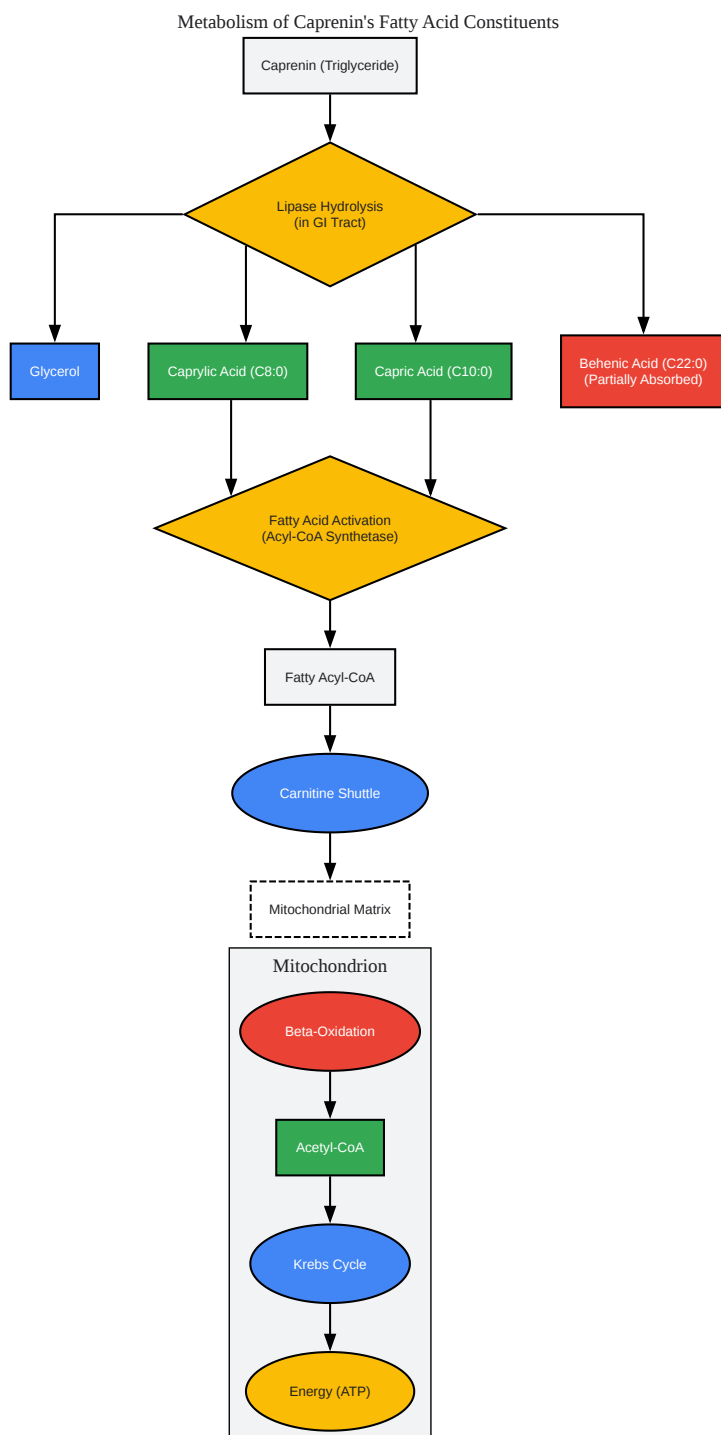 Metabolism of Caprenin's Fatty Acid Constituents
Caprenin (Triglyceride)
Lipase Hydrolysis
(in GI Tract)
Glycerol
Caprylic Acid (C8:0)
Capric Acid (C10:0)
Behenic Acid (C22:0)
(Partially Absorbed)
Fatty Acid Activation
(Acyl-CoA Synthetase)
Fatty Acyl-CoA
Carnitine Shuttle
Mitochondrial Matrix
Mitochondrion
Beta-Oxidation
Acetyl-CoA
Krebs Cycle
Energy (ATP)